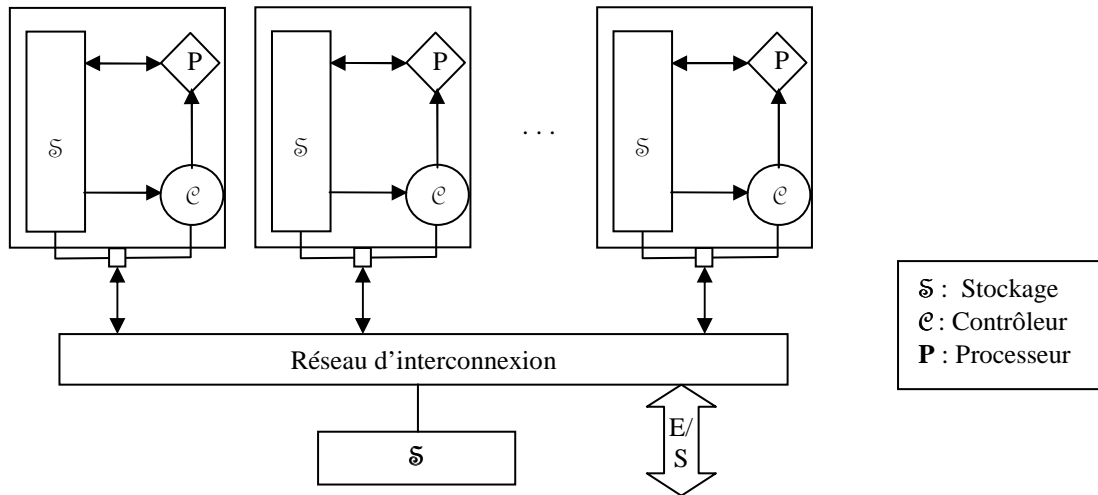 P P P
𝕊 𝕊 . . . 𝕊
𝒞 𝒞 𝒞
𝕊 : Stockage
𝒞 : Contrôleur
P : Processeur
Réseau d'interconnexion
𝕊
E/
S